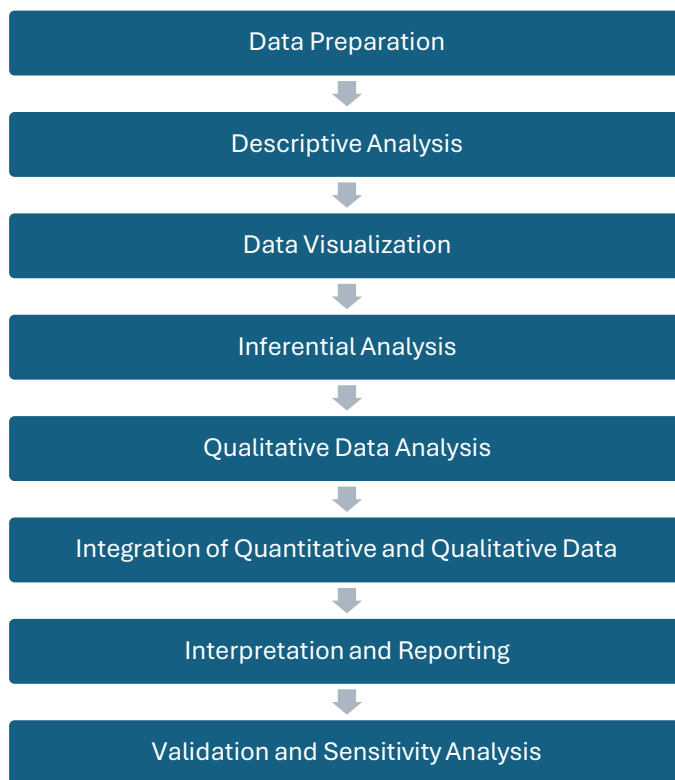 Data Preparation
Descriptive Analysis
Data Visualization
Inferential Analysis
Qualitative Data Analysis
Integration of Quantitative and Qualitative Data
Interpretation and Reporting
Validation and Sensitivity Analysis